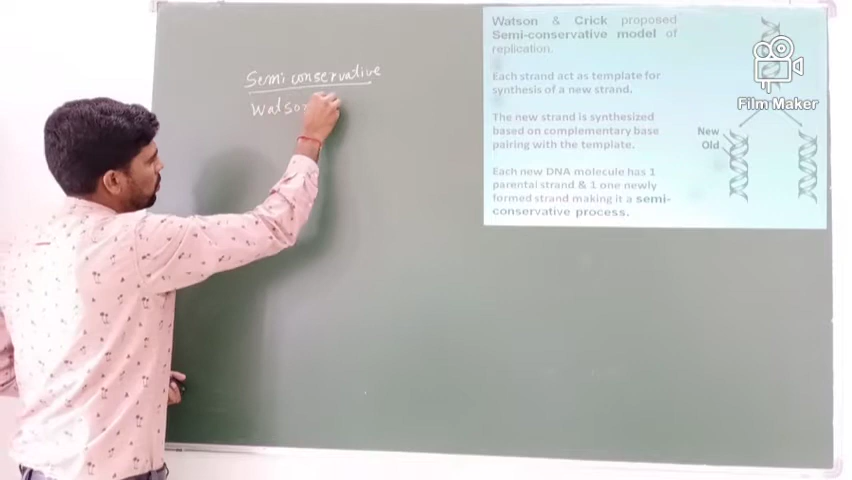 Semi conservative
Watson
Watson & Crick proposed
Semi-conservative model of
replication.
Each strand act as template for
synthesis of a new strand.
The new strand is synthesized
based on complementary base
pairing with the template.
Each new DNA molecule has 1
parental strand & 1 one newly
formed strand making it a semi-
conservative process.
New
Old
Film Maker